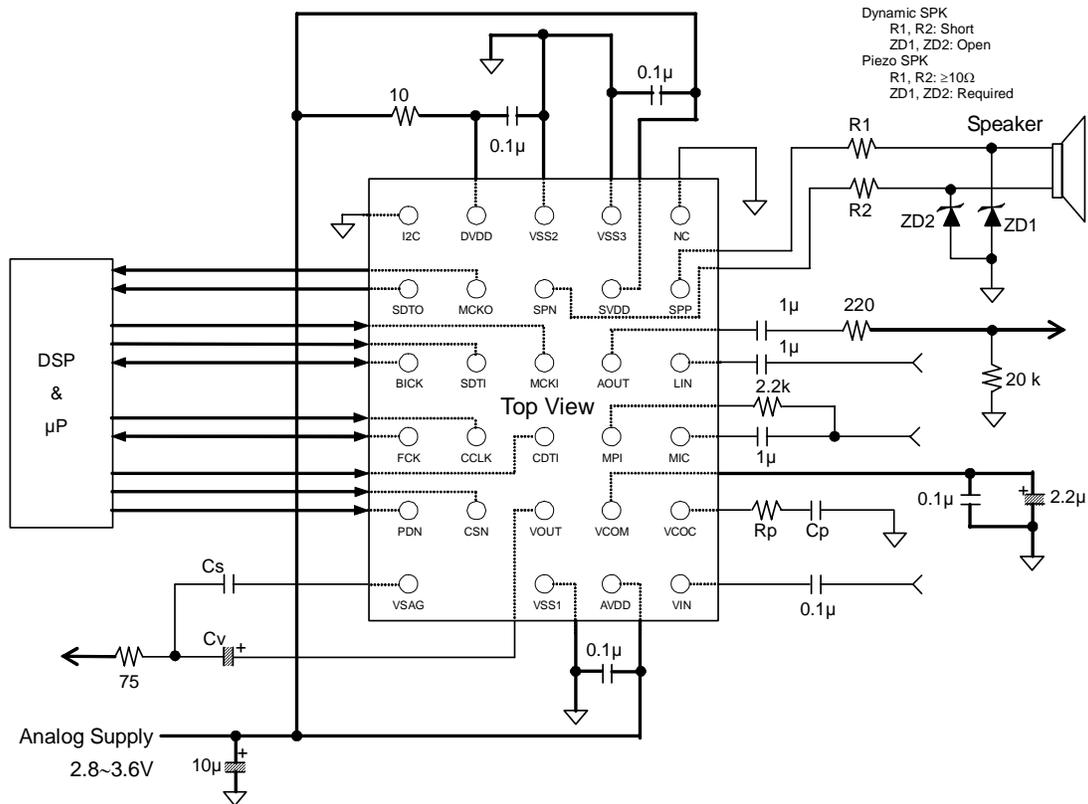 Dynamic SPK
R1, R2: Short
ZD1, ZD2: Open
Piezo SPK
R1, R2: ≥10Ω
ZD1, ZD2: Required
0.1μ
10
0.1μ
R1
Speaker
R2
ZD2
ZD1
I2C
DVDD
VSS2
VSS3
NC
SDTO
MCKO
SPN
SVDD
SPP
1μ
220
DSP
&
μP
1μ
20 k
BICK
SDTI
MCKI
AOUT
LIN
Top View
2.2k
FCK
CCLK
CDTI
MPI
MIC
1μ
0.1μ
+
2.2μ
PDN
CSN
VOUT
VCOM
VCOC
Rp
Cp
Cs
VSAG
VSS1
AVDD
VIN
0.1μ
Cv
+
0.1μ
75
Analog Supply
2.8~3.6V
10μ
+